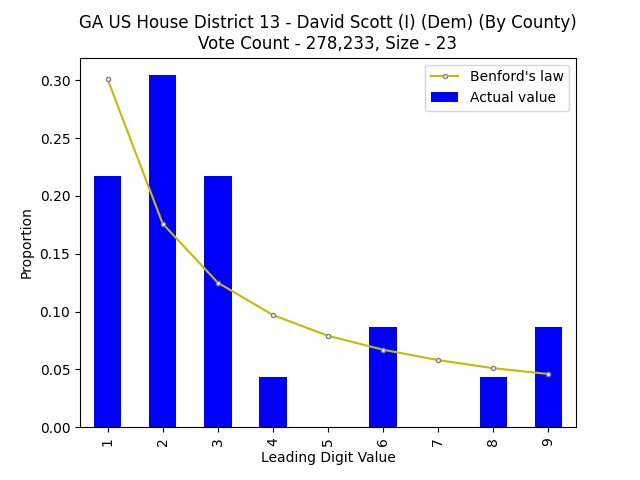 GA US House District 13 - David Scott (I) (Dem) (By County)
Vote Count - 278,233, Size - 23
Benford's law
Actual value
0.30
0.25
0.20
0.15
0.10
0.05
0.00
Proportion
1 2 3 4 5 6 7 8 9
Leading Digit Value